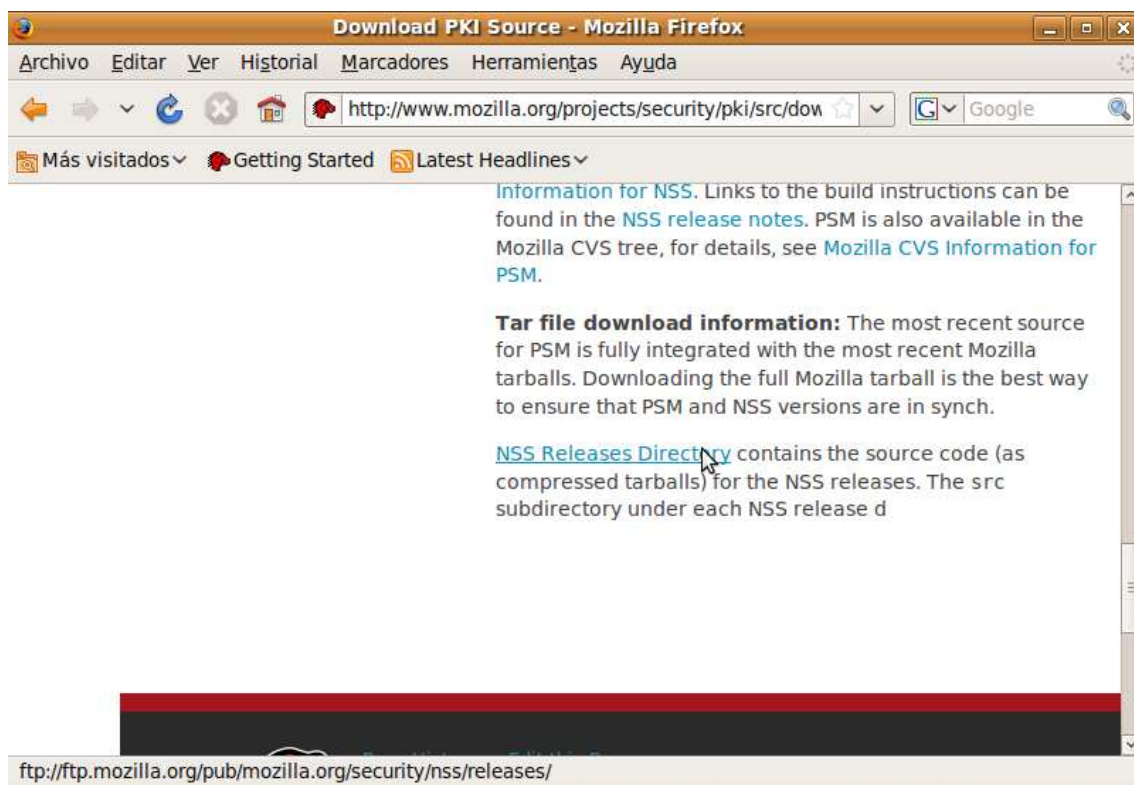 Download PKI Source - Mozilla Firefox
Archivo Editar Ver Historial Marcadores Herramientas Ayuda
http://www.mozilla.org/projects/security/pki/src/dow G Google
Más visitados Getting Started Latest Headlines
Information for NSS. Links to the build instructions can be
found in the NSS release notes. PSM is also available in the
Mozilla CVS tree, for details, see Mozilla CVS Information for
PSM.
Tar file download information: The most recent source
for PSM is fully integrated with the most recent Mozilla
tarballs. Downloading the full Mozilla tarball is the best way
to ensure that PSM and NSS versions are in synch.
NSS Releases Directory contains the source code (as
compressed tarballs) for the NSS releases. The src
subdirectory under each NSS release d
ftp://ftp.mozilla.org/pub/mozilla.org/security/nss/releases/